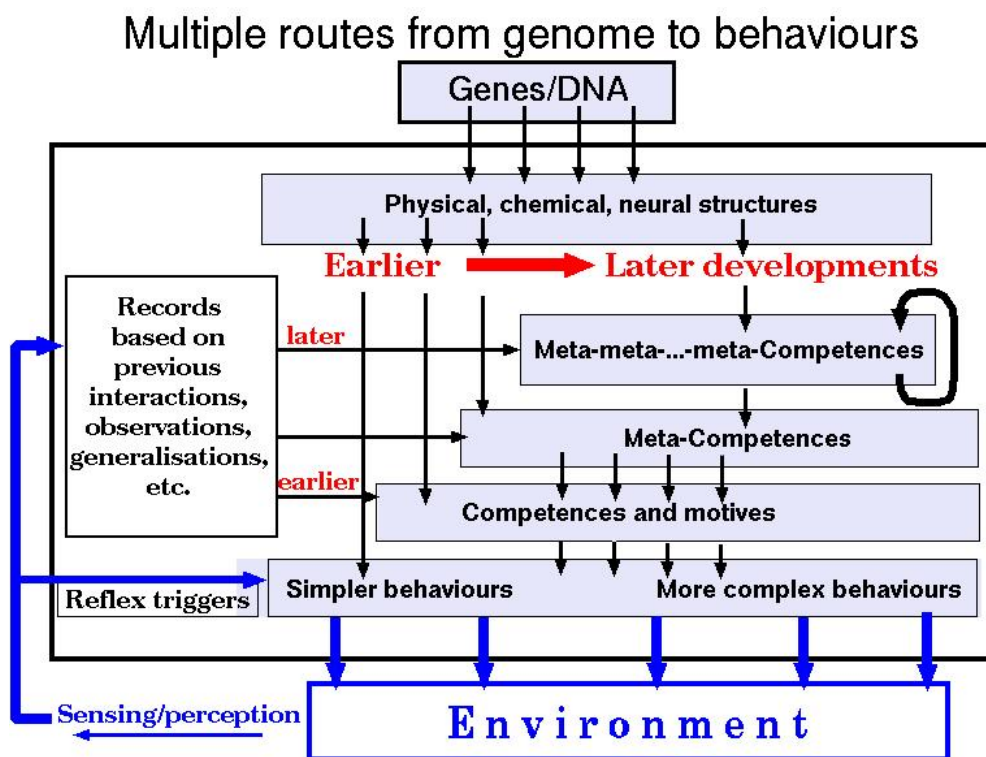 Multiple routes from genome to behaviours
Genes/DNA
Physical, chemical, neural structures
Earlier
Later developments
Records
based on
previous
interactions,
observations,
generalisations,
etc.
later
Meta-meta-...-meta-Competences
Meta-Competences
earlier
Competences and motives
Reflex triggers
Simpler behaviours
More complex behaviours
Sensing/perception
Environment